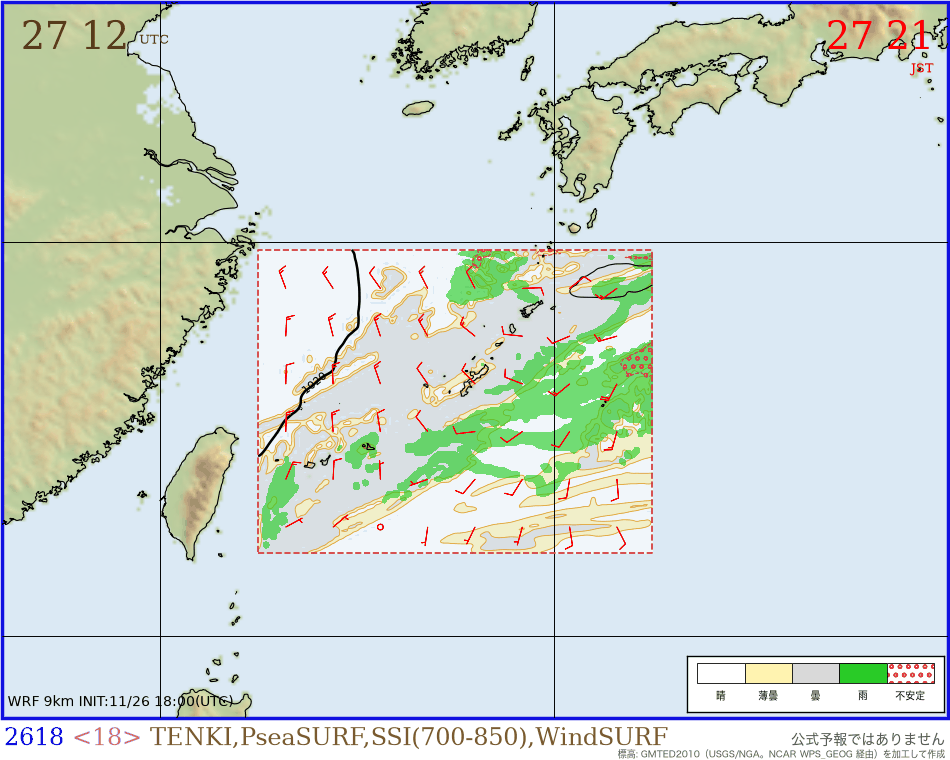 27 12 UTC
27 21
JST
1020
WRF 9km INIT:11/26 18:00(UTC)
晴 薄曇 曇 雨 不安定
2618 <18> TENKI,PseaSURF,SSI(700-850),WindSURF
公式予報ではありません
標高: GMTED2010（USGS/NGA。NCAR WPS_GEOG 経由）を加工して作成